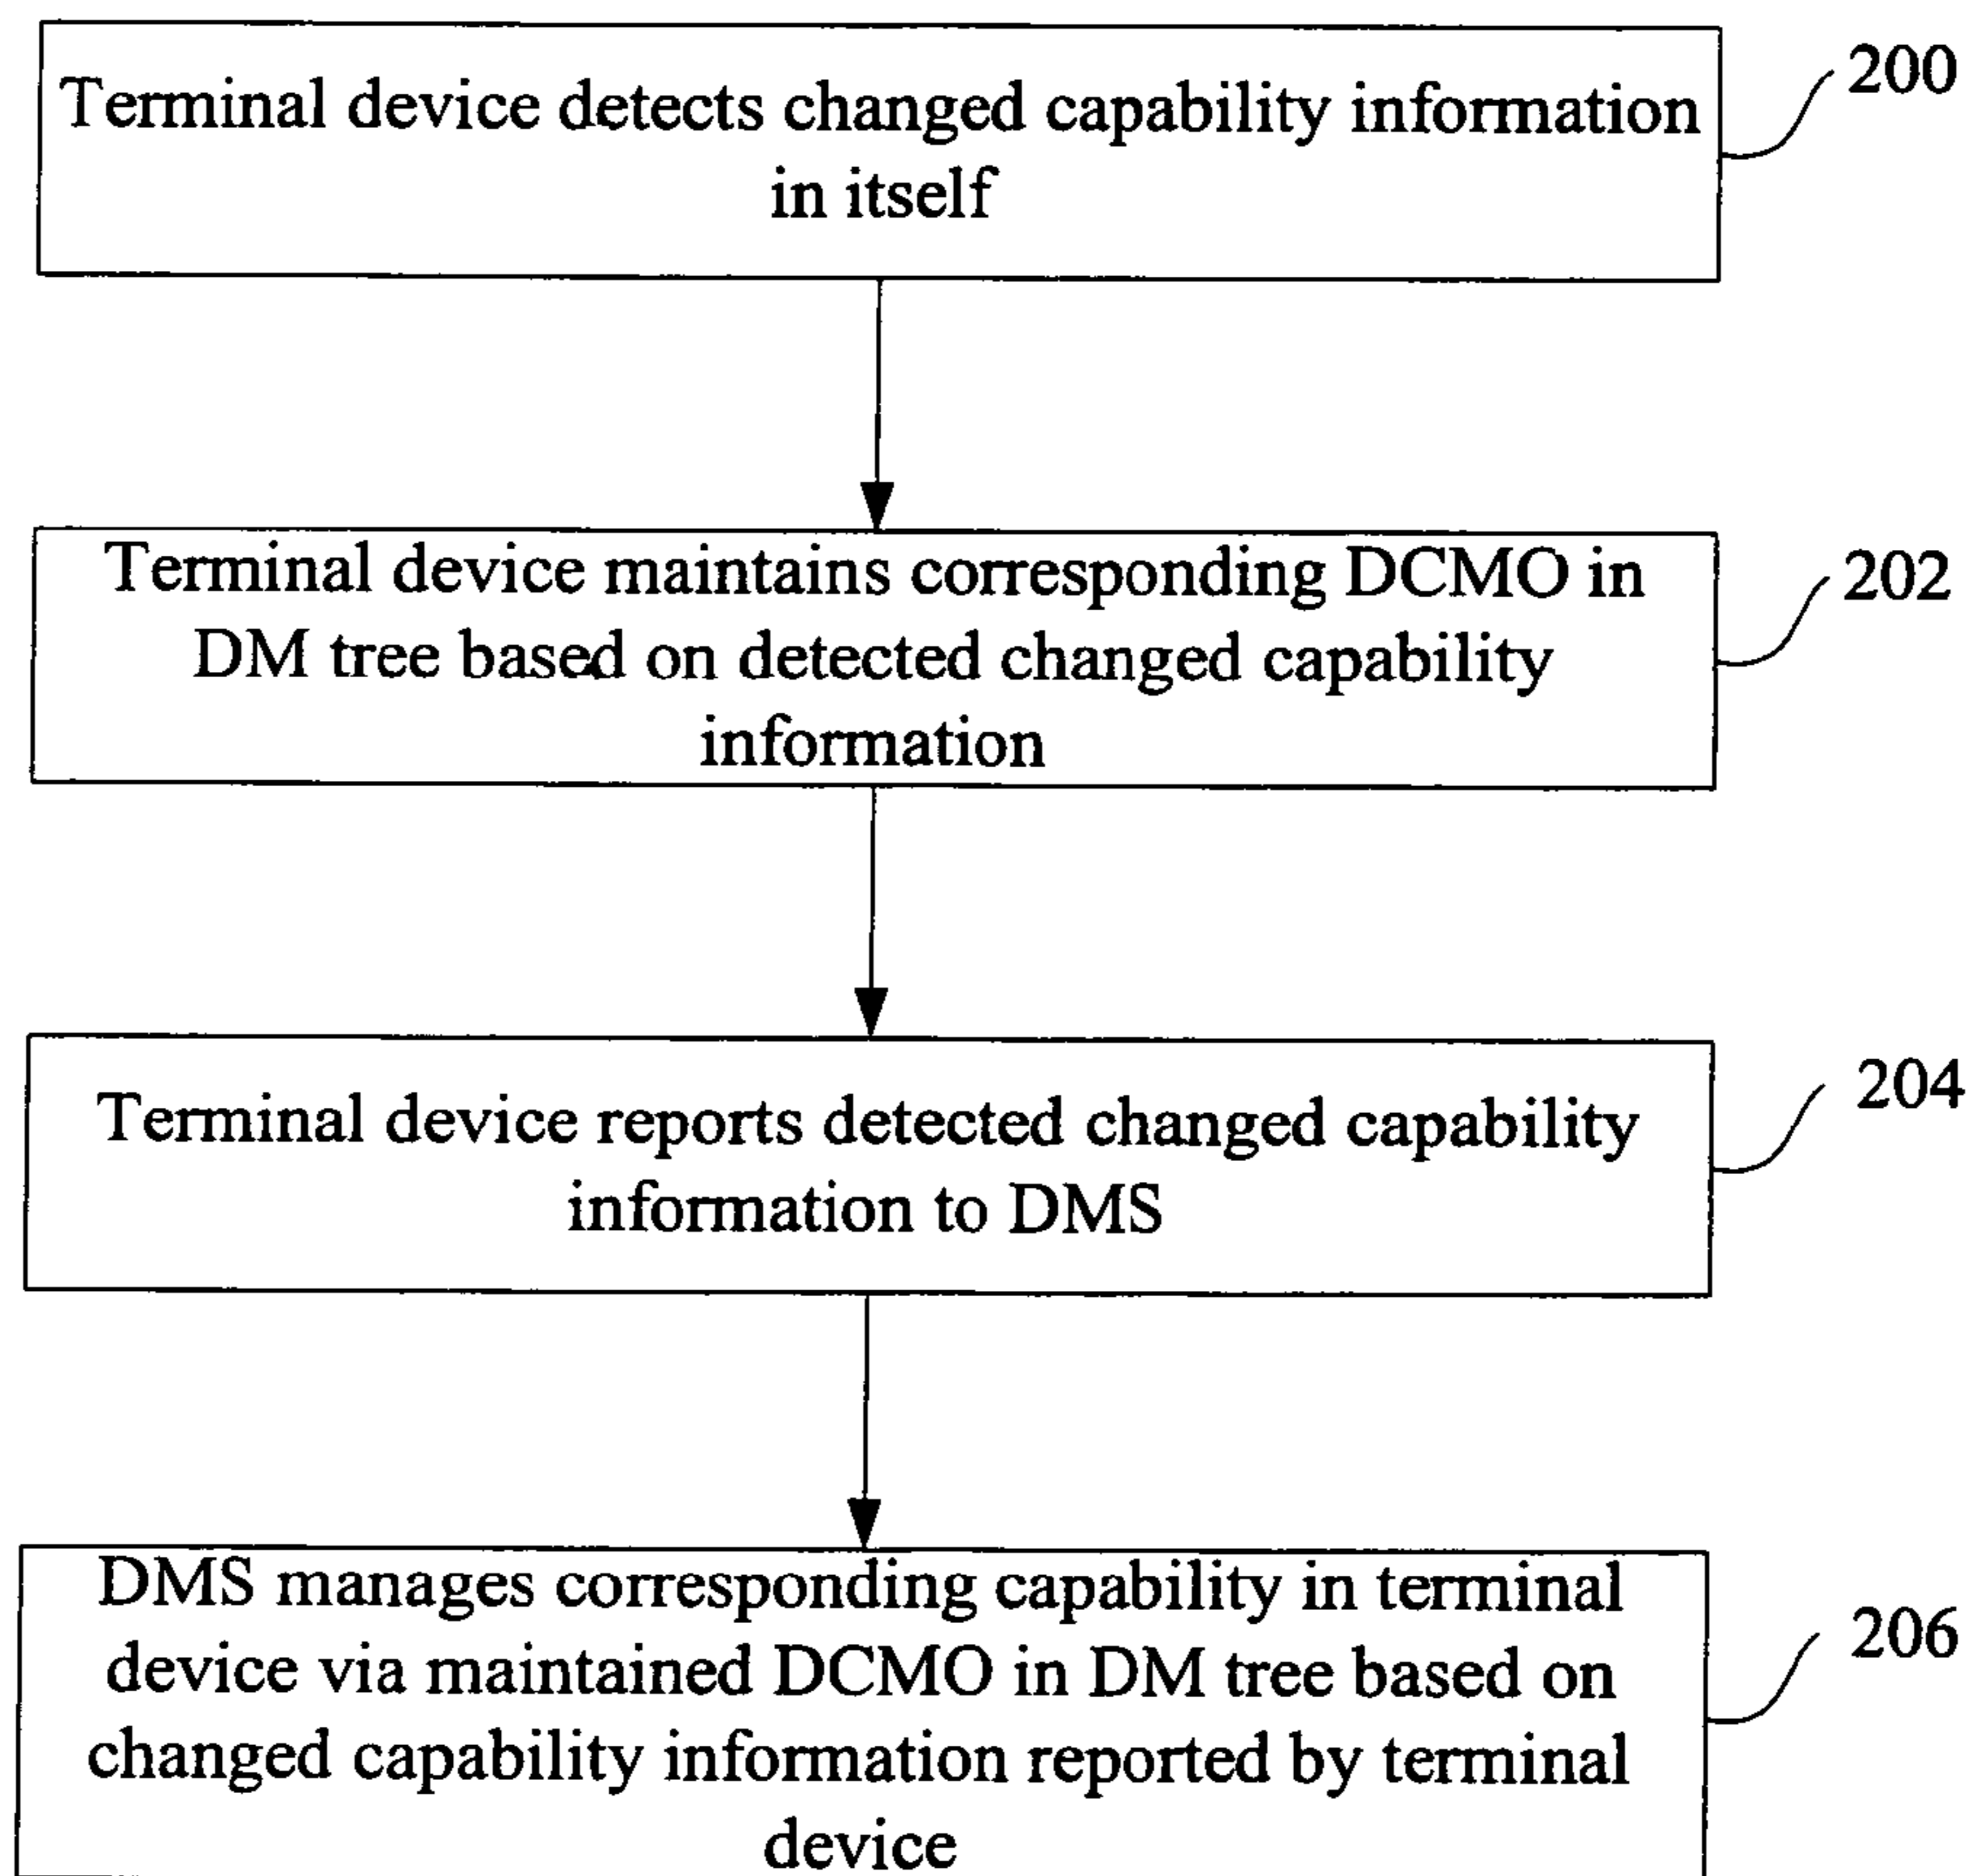 Terminal device detects changed capability information
in itself
200
Terminal device maintains corresponding DCMO in
DM tree based on detected changed capability
information
202
Terminal device reports detected changed capability
information to DMS
204
DMS manages corresponding capability in terminal
device via maintained DCMO in DM tree based on
changed capability information reported by terminal
device
206